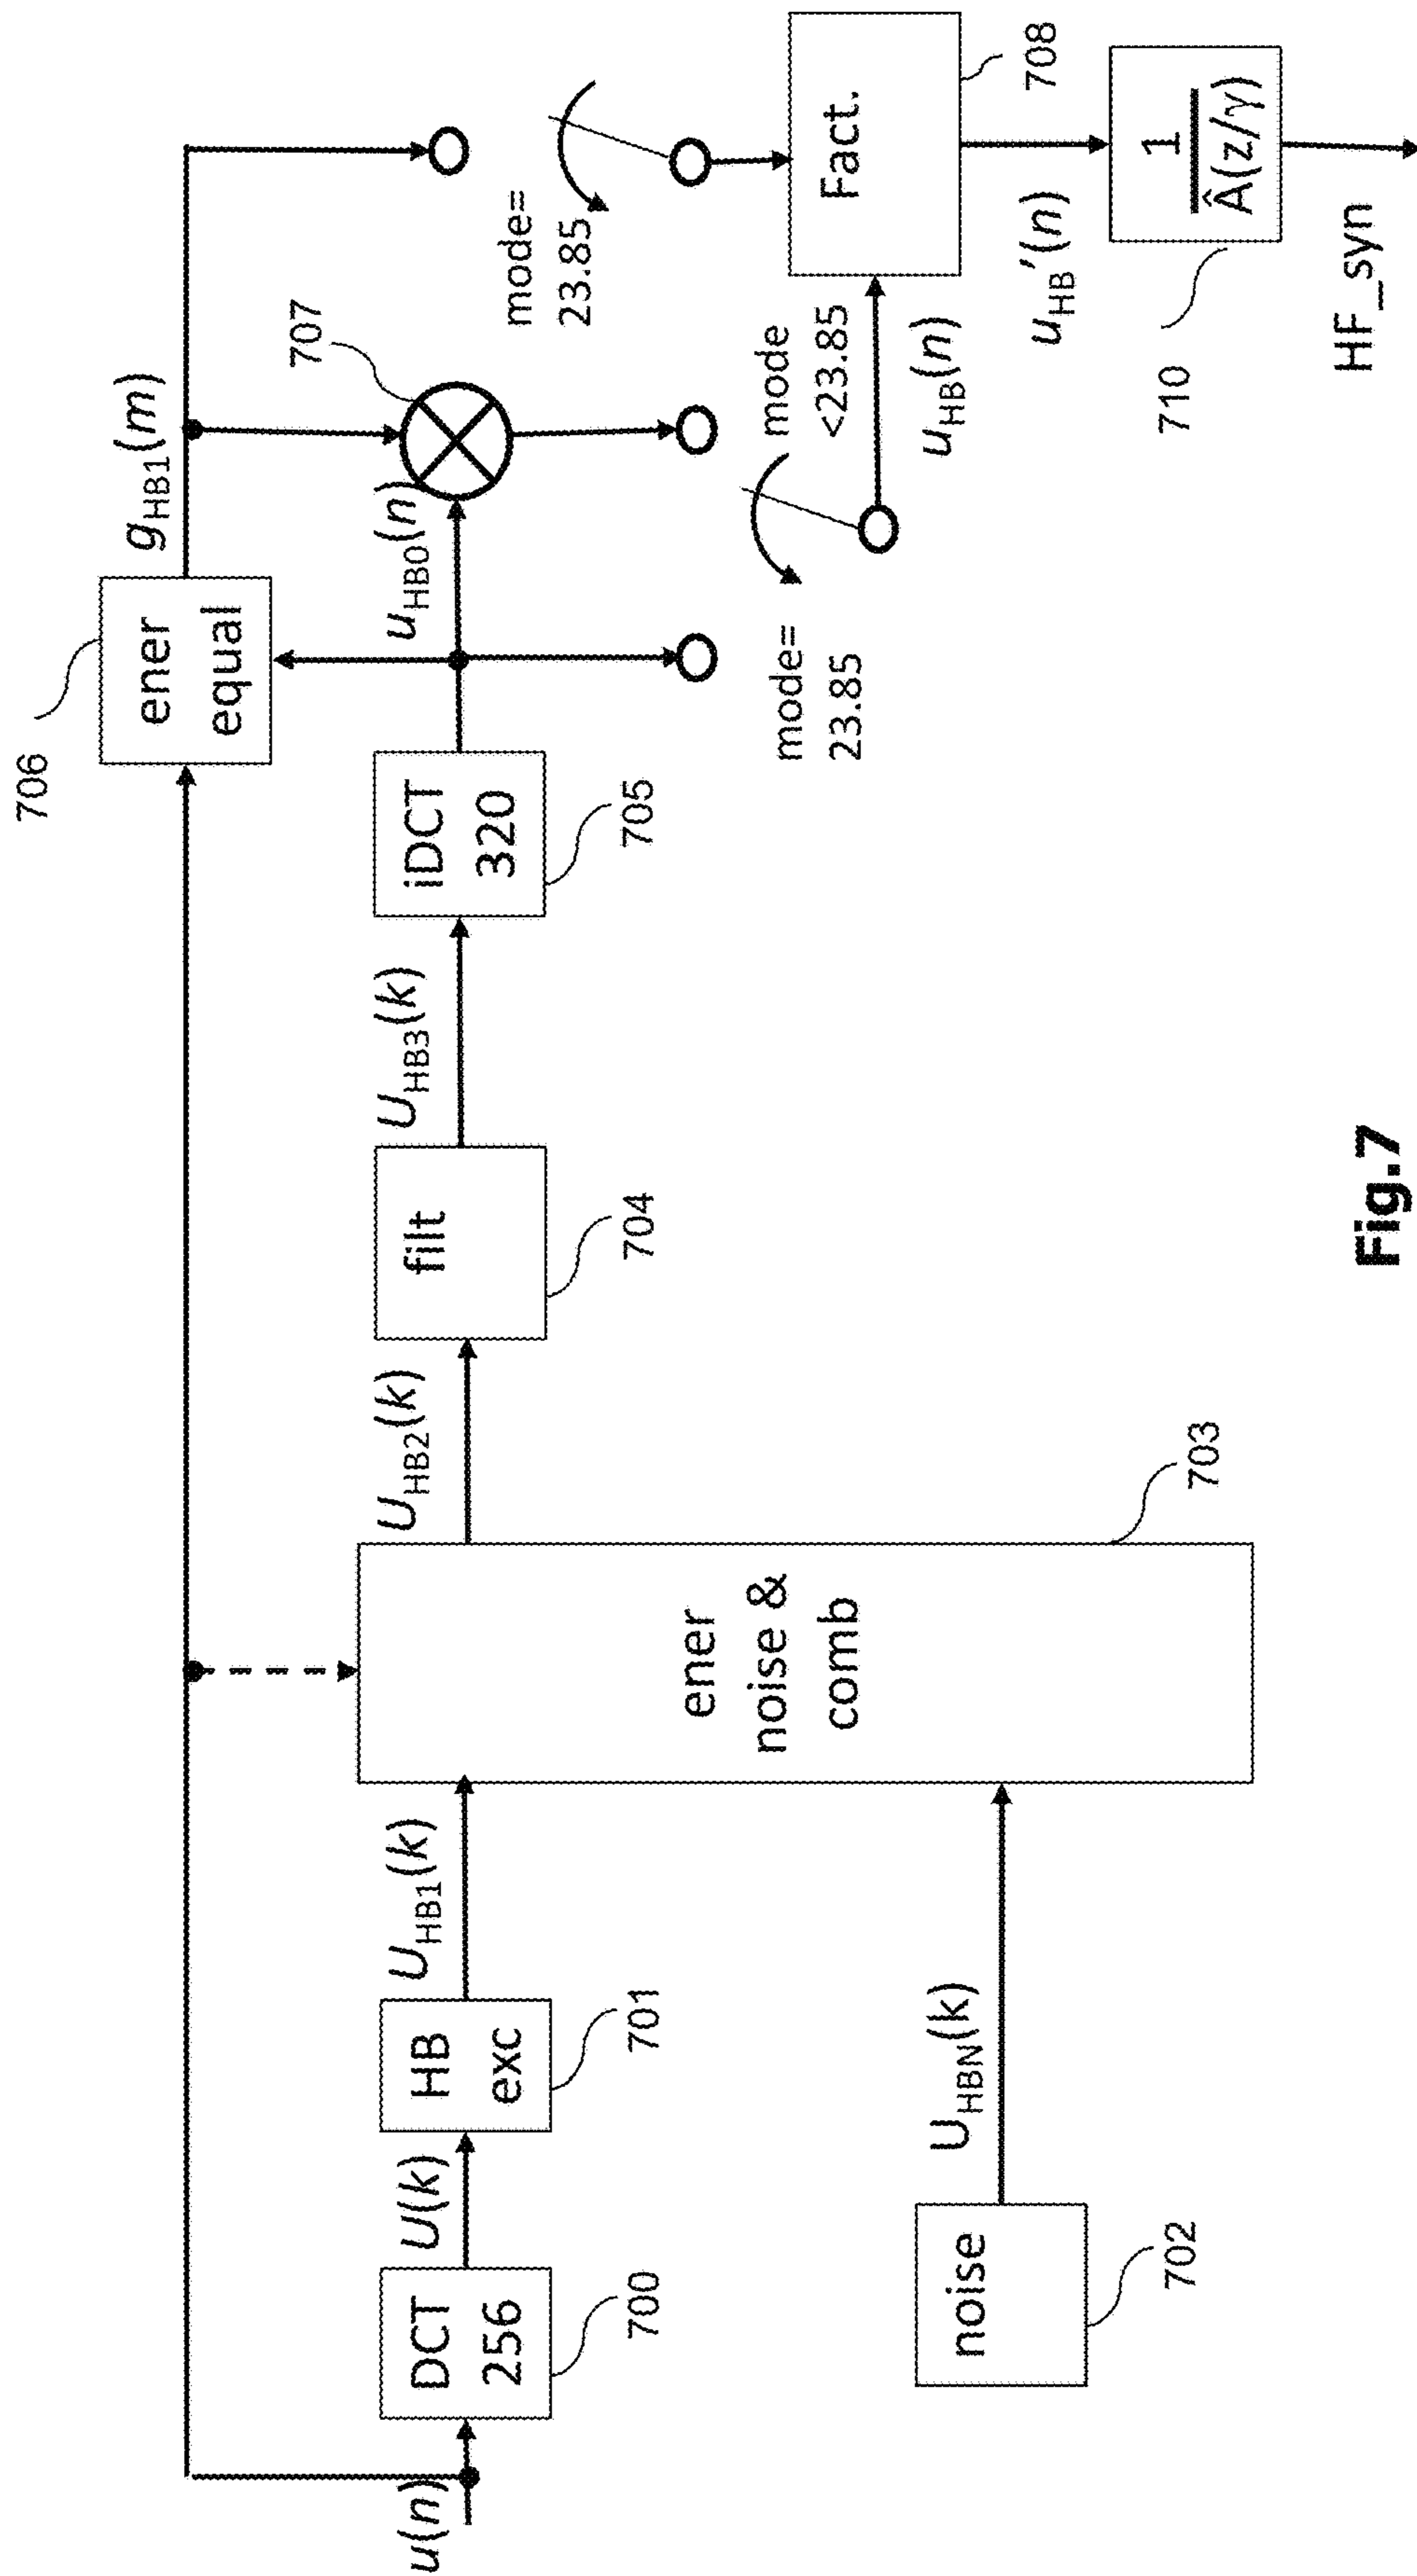 706
ener
equal
g_HB1(m)
707
u(n)
DCT
256
700
U(k)
HB
exc
701
U_HB1(k)
ener
noise &
comb
703
U_HB2(k)
filt
704
U_HB3(k)
iDCT
320
705
u_HB0(n)
mode=
23.85
mode=
23.85
mode
<23.85
u_HB(n)
Fact.
708
u_HB'(n)
1
Â(z/γ)
710
HF_syn
noise
702
U_HBN(k)
Fig.7